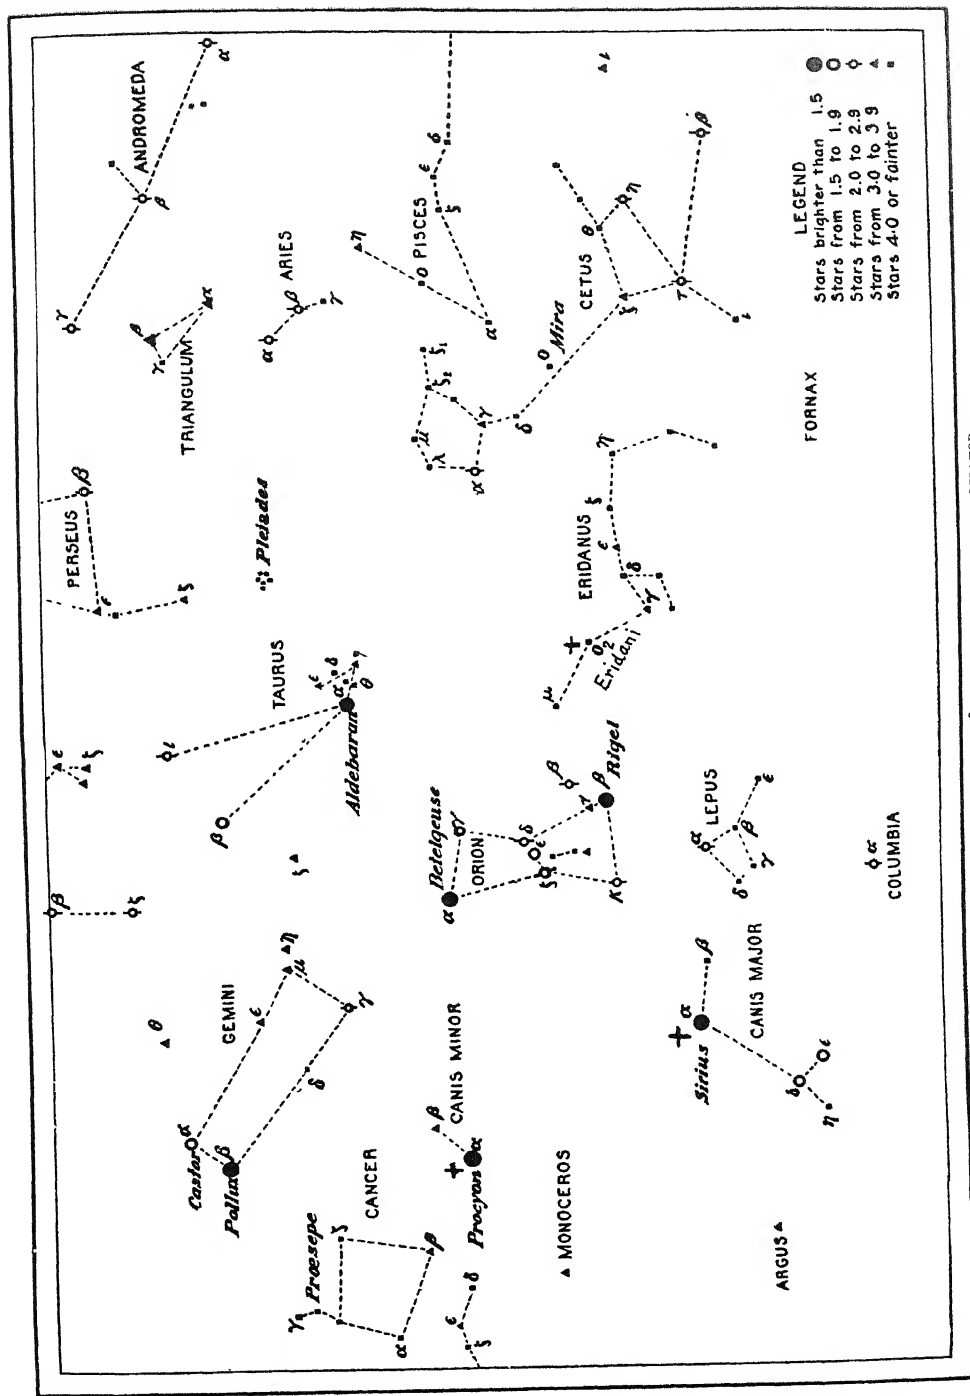 α
ANDROMEDA
β
γ
β
α
γ
TRIANGULUM
α
β
ARIES
γ
η
PISCES
ο
ζ
ε
δ
α
ι
CETUS
θ
η
β
τ
ζ
ι
Mira
ο
δ
γ
α
λ
μ
ξ2
ξ1
LEGEND
Stars brighter than 1.5
Stars from 1.5 to 1.9
Stars from 2.0 to 2.9
Stars from 3.0 to 3 9
Stars 4.0 or fainter
FORNAX
PERSEUS
β
ε
ζ
Pleiades
ERIDANUS
η
ζ
ε
δ
γ
O2
Eridani
μ
TAURUS
ε
δ
α
γ
θ
Aldebaran
ι
β
ζ
ε
ζ
β
ζ
Betelgeuse
α
γ
ORION
δ
ε
ζ
κ
β
Rigel
β
LEPUS
α
β
ε
γ
δ
α
COLUMBIA
GEMINI
θ
η
μ
ε
γ
δ
Castor
α
Pollux
β
CANIS MINOR
β
Procyon
α
CANIS MAJOR
Sirius
α
β
δ
ε
η
CANCER
Praesepe
γ
ζ
β
α
δ
ε
ζ
MONOCEROS
ARGUS